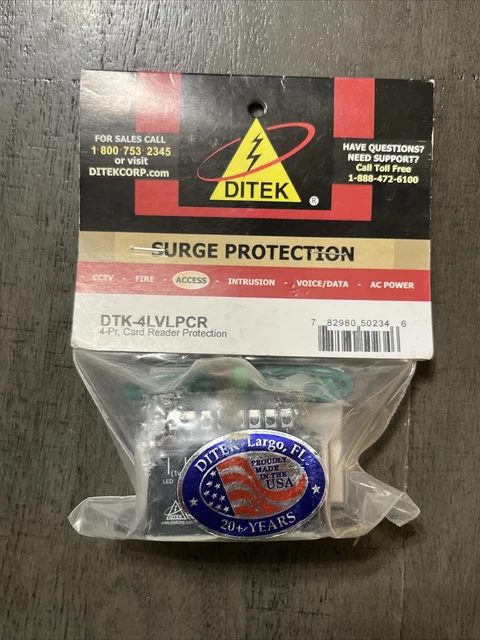 FOR SALES CALL
1 800 753 2345
or visit
DITEKCORP.com
DITEK
®
HAVE QUESTIONS?
NEED SUPPORT?
Call Toll Free
1-888-472-6100
SURGE PROTECTION
CCTV - FIRE - ACCESS - INTRUSION - VOICE/DATA - AC POWER
DTK-4LVLPCR
4-Pr. Card Reader Protection
7 82980 50234 6
LED
DITEK Largo, FL
PROUDLY
MADE
IN THE
USA
20+ YEARS